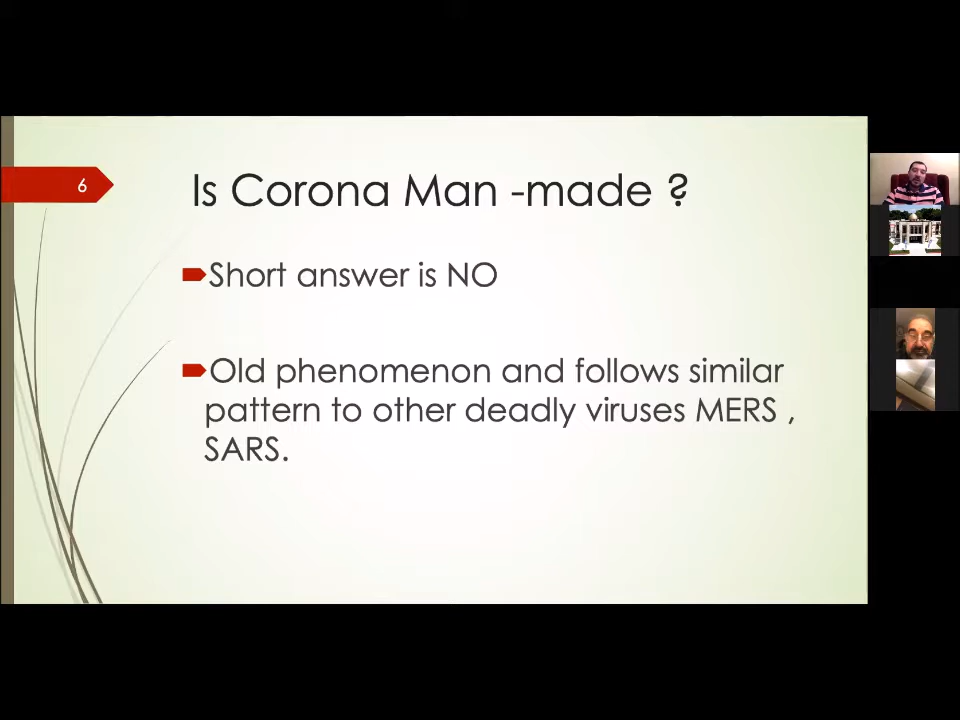 6
Is Corona Man -made ?
Short answer is NO
Old phenomenon and follows similar
pattern to other deadly viruses MERS ,
SARS.